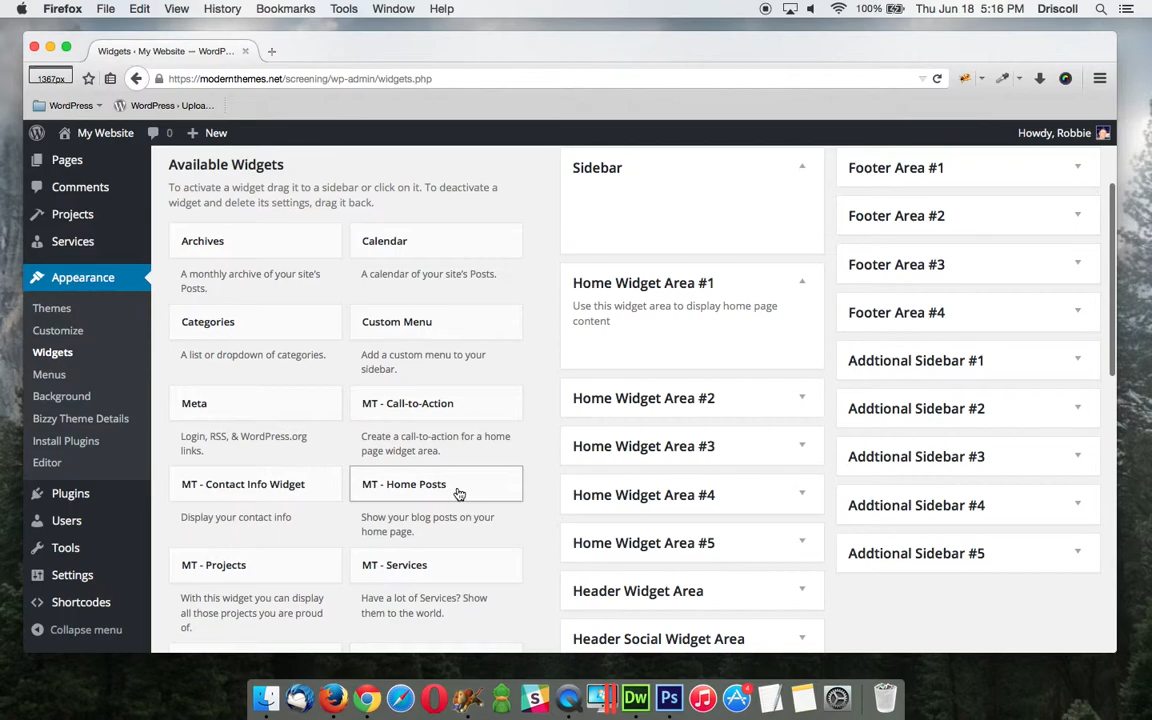 Firefox File Edit View History Bookmarks Tools Window Help 100% Thu Jun 18 5:16 PM Driscoll
Widgets ‹ My Website — WordP...
1367px https://modernthemes.net/screening/wp-admin/widgets.php
WordPress WordPress › Uploa...
My Website 0 New Howdy, Robbie
Pages
Comments
Projects
Services
Appearance
Themes
Customize
Widgets
Menus
Background
Bizzy Theme Details
Install Plugins
Editor
Plugins
Users
Tools
Settings
Shortcodes
Collapse menu
Available Widgets
To activate a widget drag it to a sidebar or click on it. To deactivate a
widget and delete its settings, drag it back.
Archives
A monthly archive of your site's
Posts.
Calendar
A calendar of your site's Posts.
Categories
A list or dropdown of categories.
Custom Menu
Add a custom menu to your
sidebar.
Meta
Login, RSS, & WordPress.org
links.
MT - Call-to-Action
Create a call-to-action for a home
page widget area.
MT - Contact Info Widget
Display your contact info
MT - Home Posts
Show your blog posts on your
home page.
MT - Projects
With this widget you can display
all those projects you are proud
of.
MT - Services
Have a lot of Services? Show
them to the world.
Sidebar
Home Widget Area #1
Use this widget area to display home page
content
Home Widget Area #2
Home Widget Area #3
Home Widget Area #4
Home Widget Area #5
Header Widget Area
Header Social Widget Area
Footer Area #1
Footer Area #2
Footer Area #3
Footer Area #4
Addtional Sidebar #1
Addtional Sidebar #2
Addtional Sidebar #3
Addtional Sidebar #4
Addtional Sidebar #5
S
Dw
Ps
4